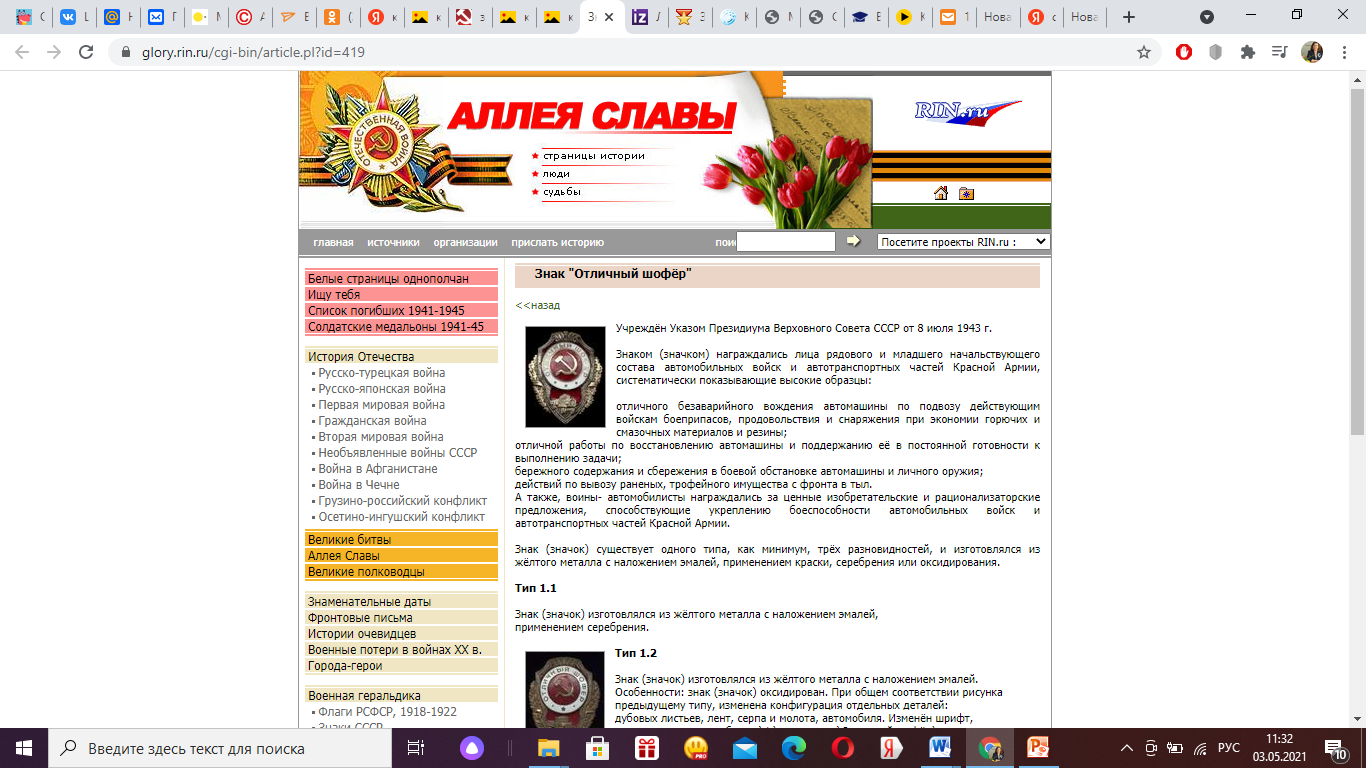 glory.rin.ru/cgi-bin/article.pl?id=419
АЛЛЕЯ СЛАВЫ
ОТЕЧЕСТВЕННАЯ ВОЙНА
страницы истории
люди
судьбы
RIN.ru
главная источники организации прислать историю
Посетите проекты RIN.ru :
Белые страницы однополчан
Ищу тебя
Список погибших 1941-1945
Солдатские медальоны 1941-45
История Отечества
Русско-турецкая война
Русско-японская война
Первая мировая война
Гражданская война
Вторая мировая война
Необъявленные войны СССР
Война в Афганистане
Война в Чечне
Грузино-российский конфликт
Осетино-ингушский конфликт
Великие битвы
Аллея Славы
Великие полководцы
Знаменательные даты
Фронтовые письма
Истории очевидцев
Военные потери в войнах XX в.
Города-герои
Военная геральдика
Флаги РСФСР, 1918-1922
Знаки СССР
Знак "Отличный шофёр"
<<назад
Учреждён Указом Президиума Верховного Совета СССР от 8 июля 1943 г.
Знаком (значком) награждались лица рядового и младшего начальствующего
состава автомобильных войск и автотранспортных частей Красной Армии,
систематически показывающие высокие образцы:
отличного безаварийного вождения автомашины по подвозу действующим
войскам боеприпасов, продовольствия и снаряжения при экономии горючих и
смазочных материалов и резины;
отличной работы по восстановлению автомашины и поддержанию её в постоянной готовности к
выполнению задачи;
бережного содержания и сбережения в боевой обстановке автомашины и личного оружия;
действий по вывозу раненых, трофейного имущества с фронта в тыл.
А также, воины- автомобилисты награждались за ценные изобретательские и рационализаторские
предложения, способствующие укреплению боеспособности автомобильных войск и
автотранспортных частей Красной Армии.
Знак (значок) существует одного типа, как минимум, трёх разновидностей, и изготовлялся из
жёлтого металла с наложением эмалей, применением краски, серебрения или оксидирования.
Тип 1.1
Знак (значок) изготовлялся из жёлтого металла с наложением эмалей,
применением серебрения.
Тип 1.2
Знак (значок) изготовлялся из жёлтого металла с наложением эмалей.
Особенности: знак (значок) оксидирован. При общем соответствии рисунка
предыдущему типу, изменена конфигурация отдельных деталей:
дубовых листьев, лент, серпа и молота, автомобиля. Изменён шрифт,
Введите здесь текст для поиска
РУС
11:32
03.05.2021
10